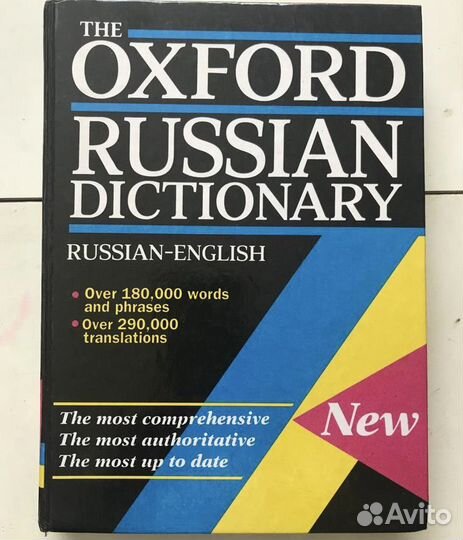 THE
OXFORD
RUSSIAN
DICTIONARY
RUSSIAN-ENGLISH
• Over 180,000 words
and phrases
• Over 290,000
translations
The most comprehensive
The most authoritative
The most up to date
New
Avito